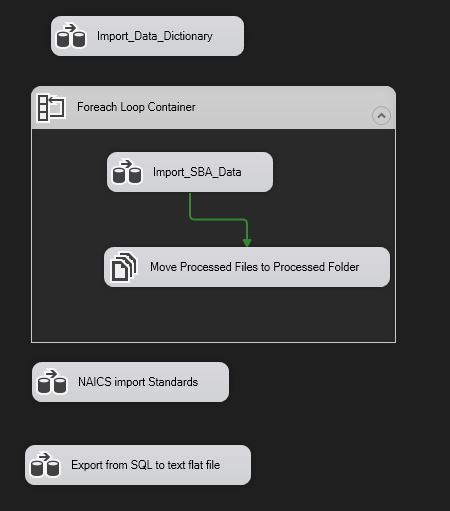 Import_Data_Dictionary
Foreach Loop Container
Import_SBA_Data
Move Processed Files to Processed Folder
NAICS import Standards
Export from SQL to text flat file